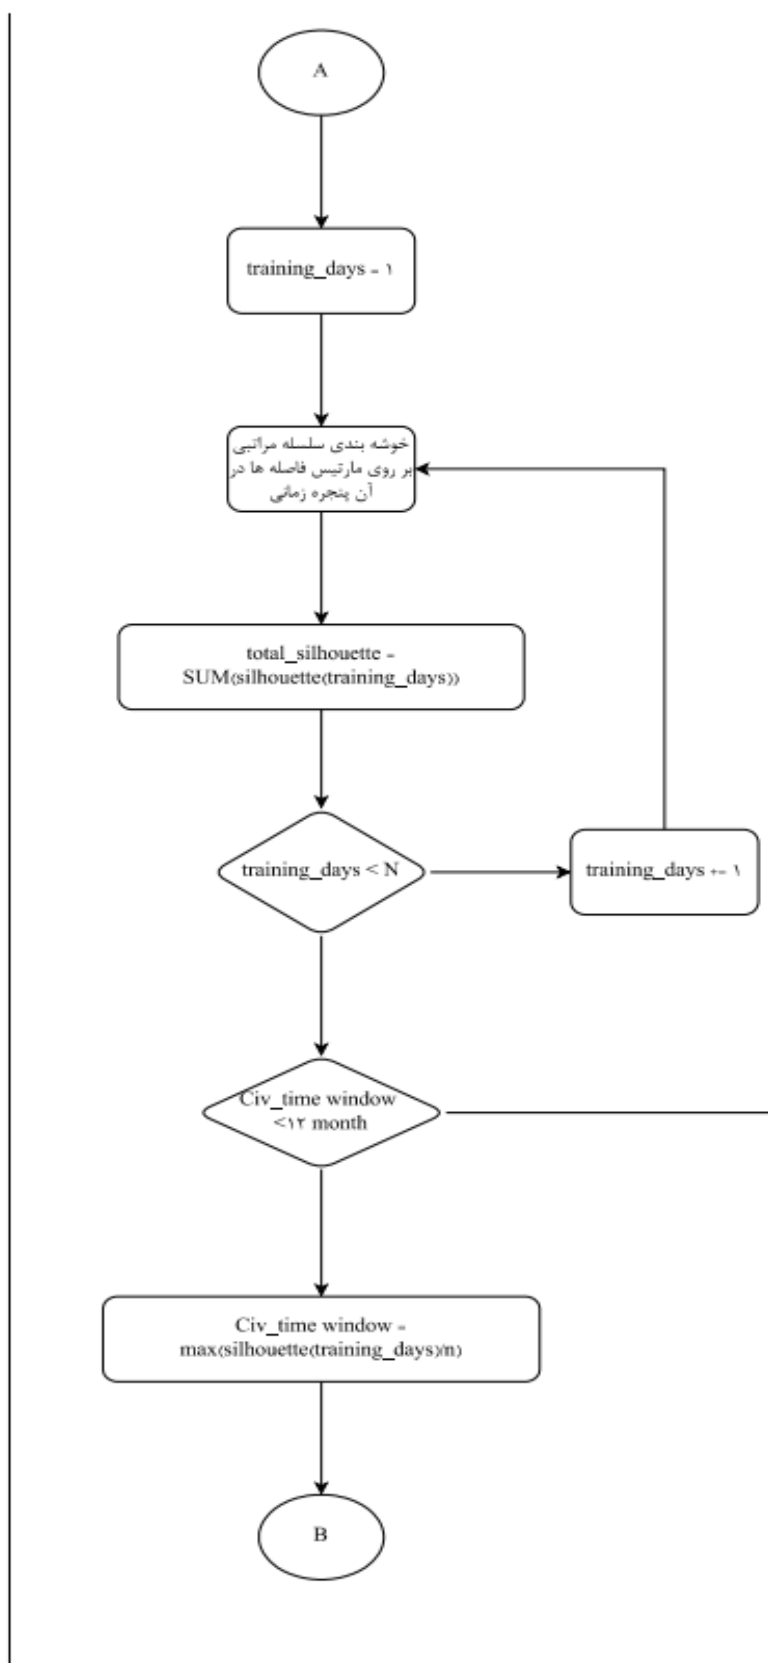 A
training_days = ۱
خوشه بندی سلسله مراتبی
بر روی مارتیس فاصله ها در
آن پنجره زمانی
total_silhouette =
SUM(silhouette(training_days))
training_days < N
training_days += ۱
Civ_time window
<۱۲ month
Civ_time window =
max(silhouette(training_days)/n)
B